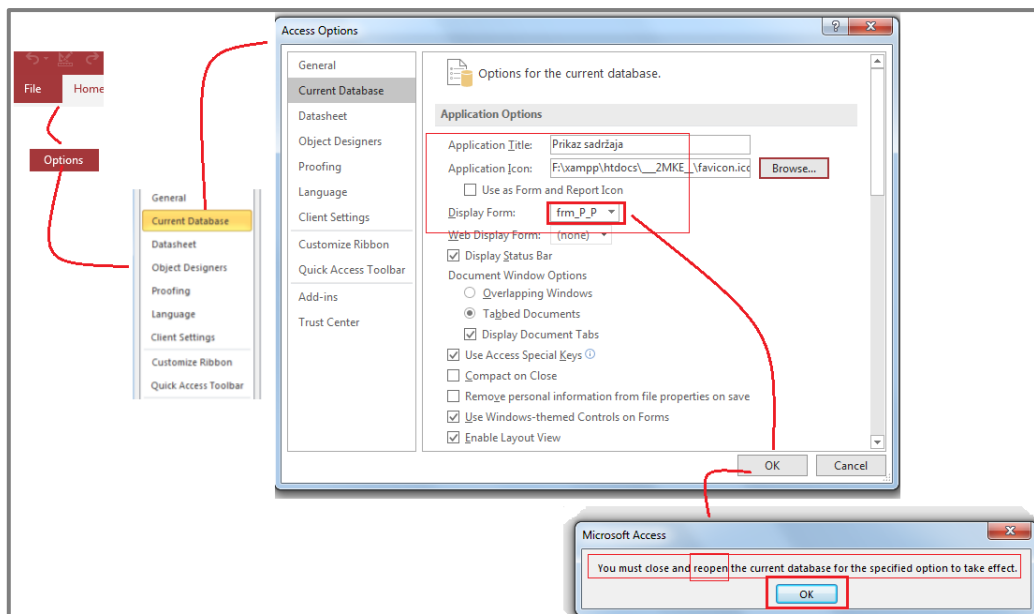 File Home
Options
General
Current Database
Datasheet
Object Designers
Proofing
Language
Client Settings
Customize Ribbon
Quick Access Toolbar
Access Options
General
Current Database
Datasheet
Object Designers
Proofing
Language
Client Settings
Customize Ribbon
Quick Access Toolbar
Add-ins
Trust Center
Options for the current database.
Application Options
Application Title: Prikaz sadržaja
Application Icon: F:\xampp\htdocs\___2MKE__\favicon.ico Browse...
Use as Form and Report Icon
Display Form: frm_P_P
Web Display Form: (none)
Display Status Bar
Document Window Options
Overlapping Windows
Tabbed Documents
Display Document Tabs
Use Access Special Keys
Compact on Close
Remove personal information from file properties on save
Use Windows-themed Controls on Forms
Enable Layout View
OK Cancel
Microsoft Access
You must close and reopen the current database for the specified option to take effect.
OK